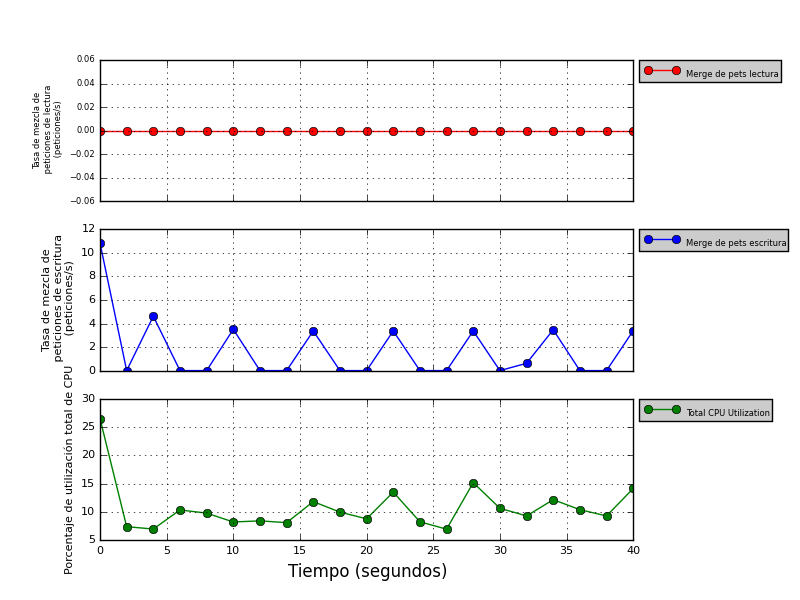 0.06
0.04
0.02
0.00
−0.02
−0.04
−0.06
Tasa de mezcla de
peticiones de lectura
(peticiones/s)
Merge de pets lectura
12
10
8
6
4
2
0
Tasa de mezcla de
peticiones de escritura
(peticiones/s)
Merge de pets escritura
30
25
20
15
10
5
Porcentaje de utilización total de CPU
Total CPU Utilization
0 5 10 15 20 25 30 35 40
Tiempo (segundos)